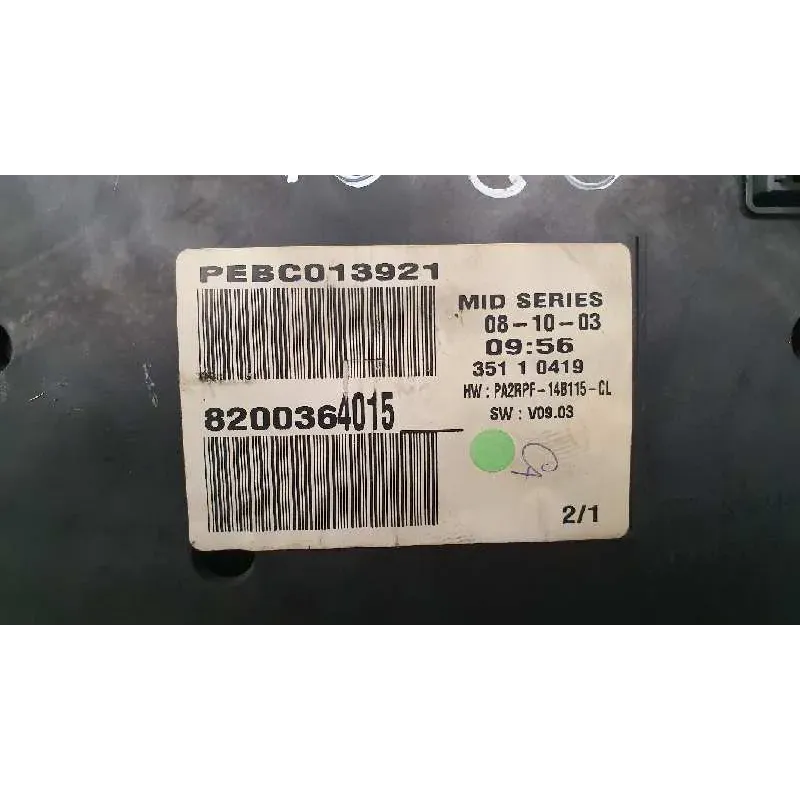 PEBC013921
8200364015
MID SERIES
08-10-03
09:56
351 1 0419
HW : PA2RPF-14B115-CL
SW : V09.03
2/1